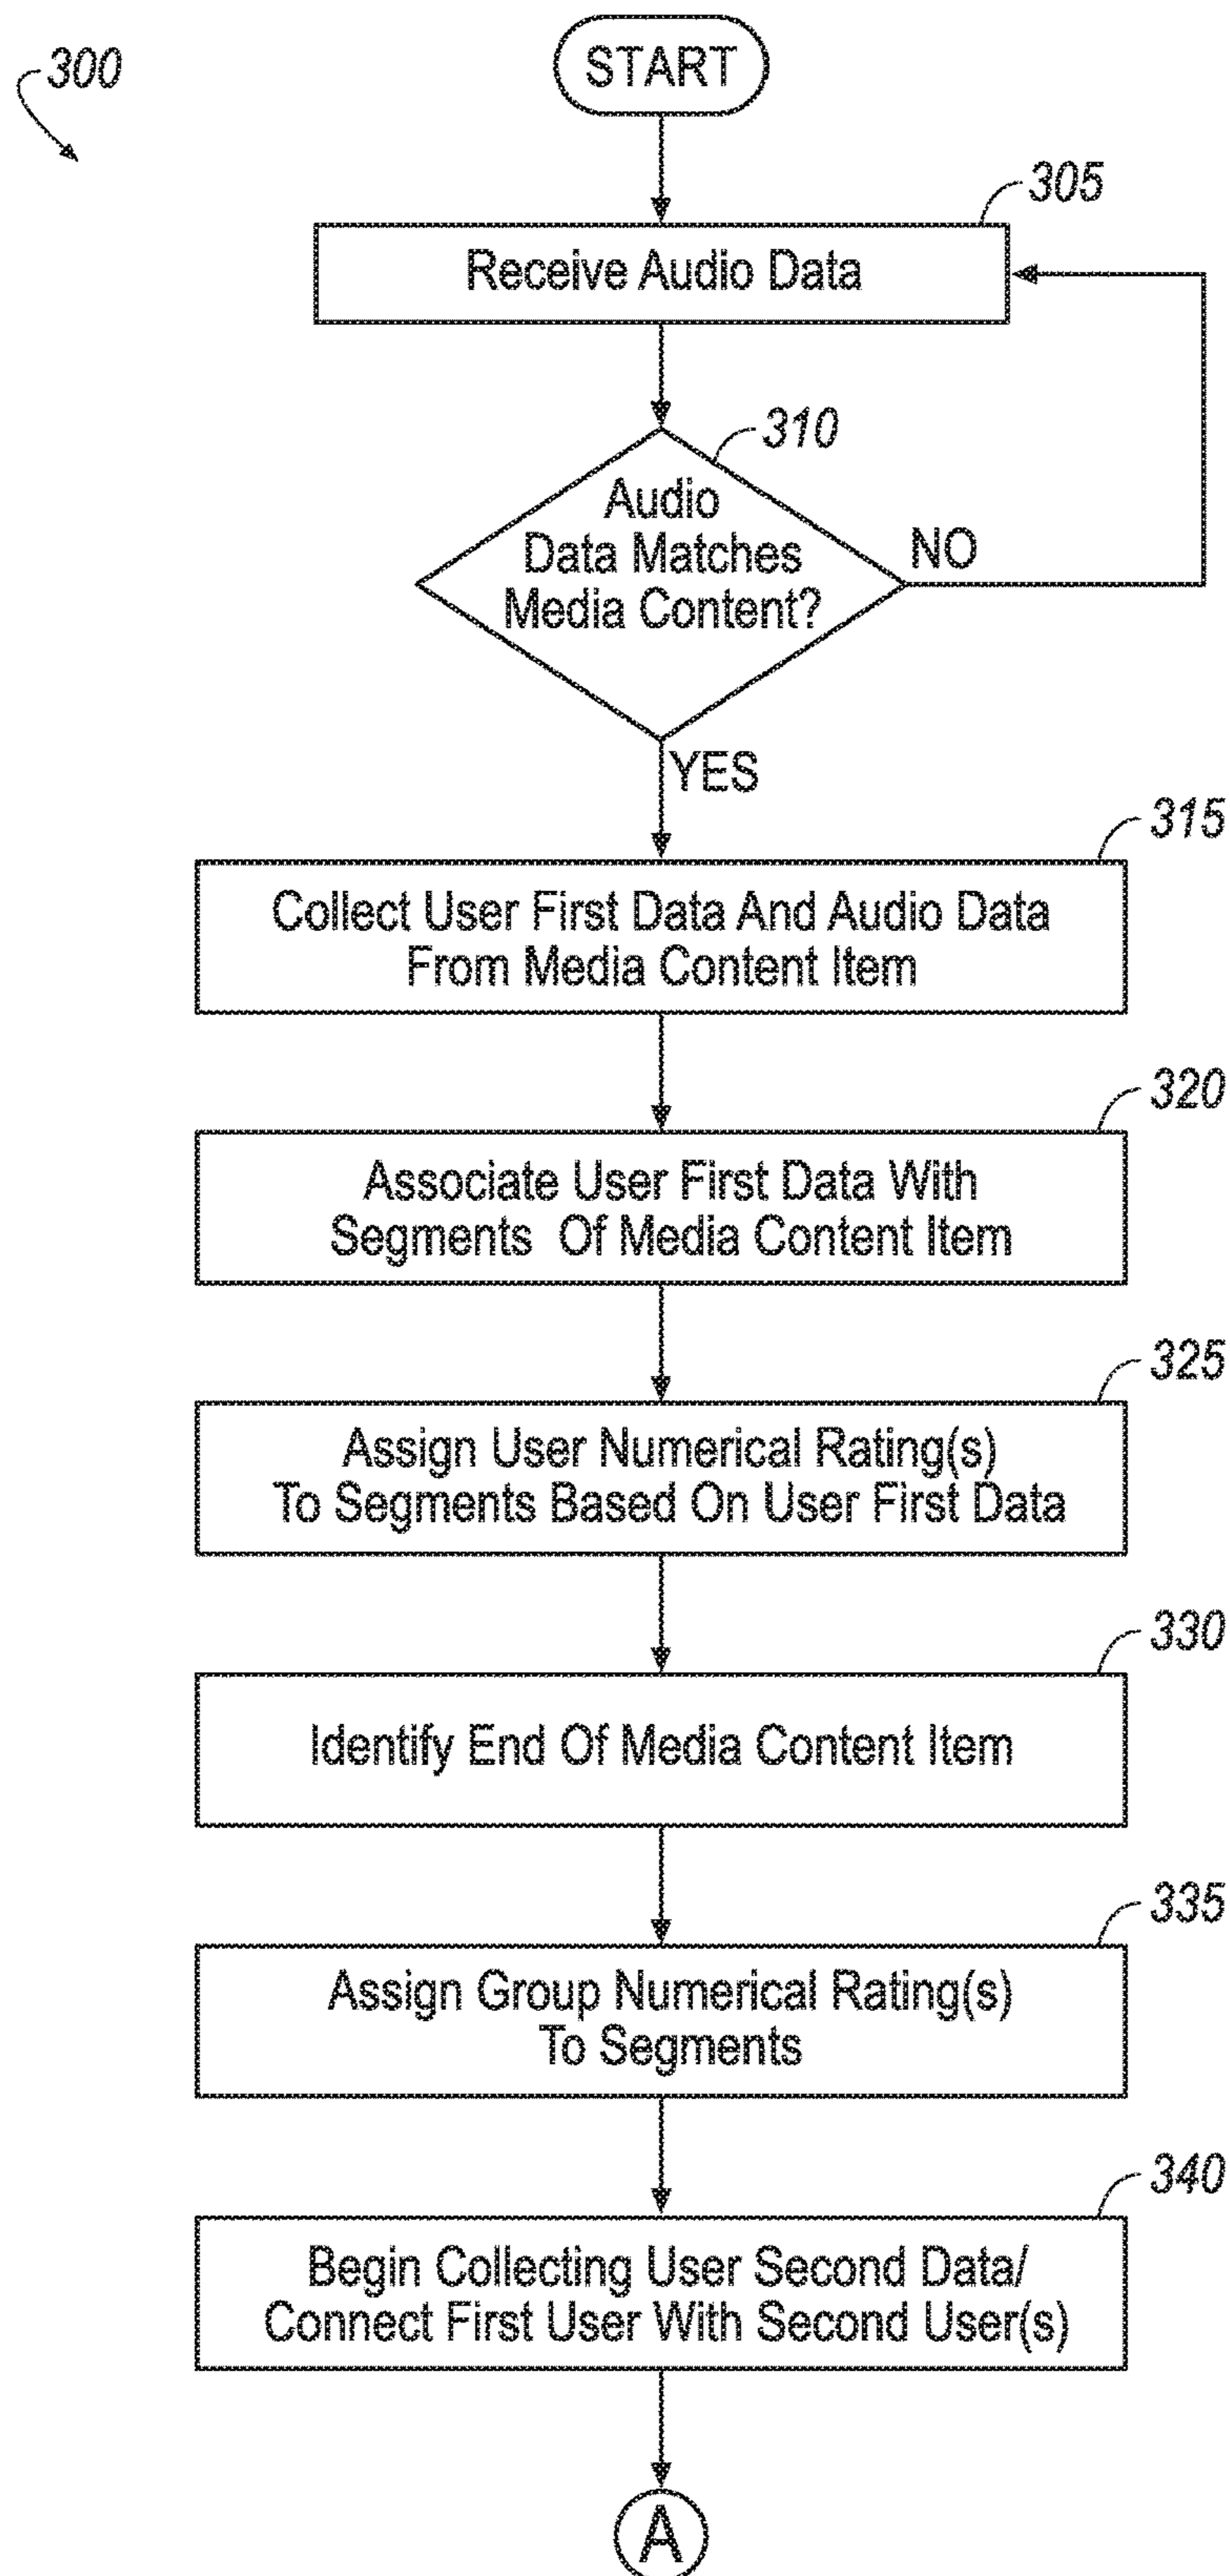 300
START
305
Receive Audio Data
310
Audio
Data Matches
Media Content?
NO
YES
315
Collect User First Data And Audio Data
From Media Content Item
320
Associate User First Data With
Segments Of Media Content Item
325
Assign User Numerical Rating(s)
To Segments Based On User First Data
330
Identify End Of Media Content Item
335
Assign Group Numerical Rating(s)
To Segments
340
Begin Collecting User Second Data/
Connect First User With Second User(s)
A